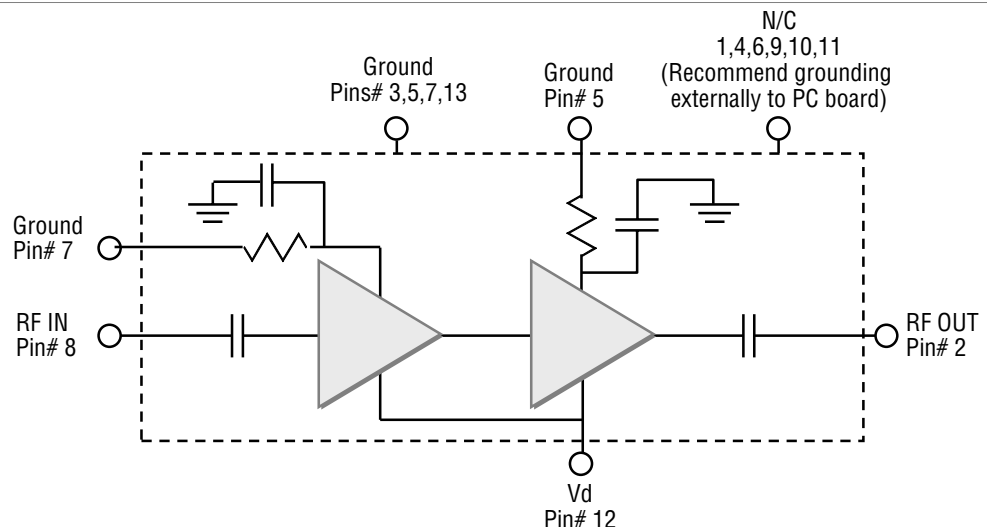 N/C
1,4,6,9,10,11
(Recommend grounding
externally to PC board)
Ground
Pins# 3,5,7,13
Ground
Pin# 5
Ground
Pin# 7
RF IN
Pin# 8
RF OUT
Pin# 2
Vd
Pin# 12